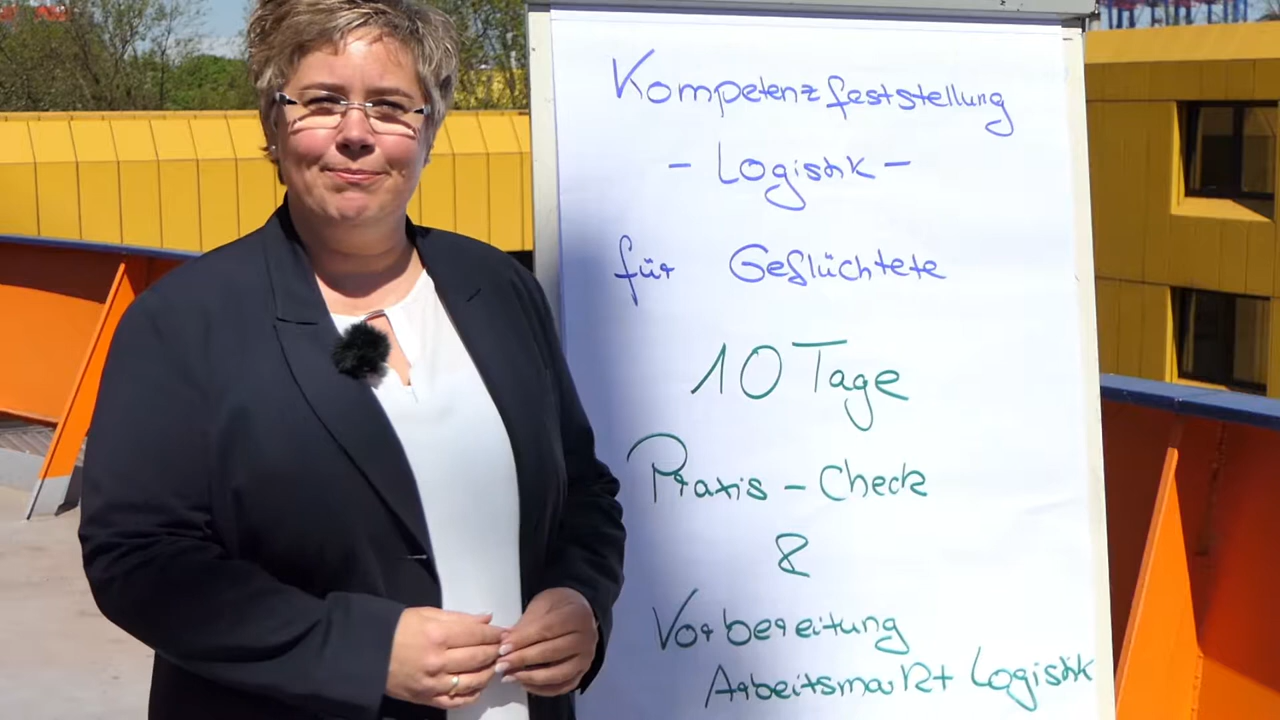 Kompetenzfeststellung
- Logistik -
für Geflüchtete
10 Tage
Praxis - Check
&
Vorbereitung
Arbeitsmarkt Logistik